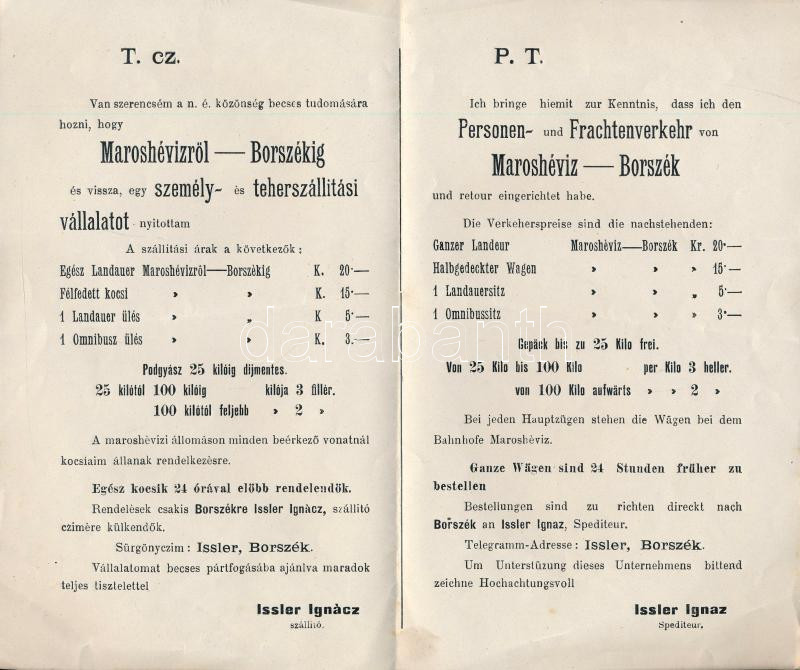 T. cz.
Van szerencsém a n. é. közönség becses tudomására
hozni, hogy
Maroshévizről — Borszékig
és vissza, egy személy- és teherszállitási
vállalatot nyitottam
A szállitási árak a következők:
Egész Landauer Maroshévizről—Borszékig K. 20·—
Félfedett kocsi » » K. 15·—
1 Landauer ülés » „ K 5·—
1 Omnibusz ülés » » K. 3.—
Podgyász 25 kilóig dijmentes.
25 kilótól 100 kilóig kilója 3 fillér.
100 kilótól feljebb » 2 »
A maroshèvizi állomáson minden beérkező vonatnál
kocsiaim állanak rendelkezésre.
Egész kocsik 24 órával előbb rendelendők.
Rendelèsek csakis Borszékre Issler Ignàcz, szállitó
czimère külkendők.
Sürgönyczim: Issler, Borszék.
Vállalatomat becses pártfogásába ajánlva maradok
teljes tisztelettel
Issler Ignàcz
szállitó.
P. T.
Ich bringe hiemit zur Kenntnis, dass ich den
Personen- und Frachtenverkehr von
Maroshéviz — Borszék
und retour eingerichtet habe.
Die Verkehrspreise sind die nachstehenden:
Ganzer Landeur Maroshéviz—Borszék Kr. 20·—
Halbgedeckter Wagen » » » 15·—
1 Landauersitz » » „ 5·—
1 Omnibussitz » » » 3·—
Gepäck bis zu 25 Kilo frei.
Von 25 Kilo bis 100 Kilo per Kilo 3 heller.
von 100 Kilo aufwärts » » 2 »
Bei jeden Hauptzügen stehen die Wägen bei dem
Bahnhofe Maroshèviz.
Ganze Wägen sind 24 Stunden früher zu
bestellen
Bestellungen sind zu richten direckt nach
Borszék an Issler Ignaz, Spediteur.
Telegramm-Adresse: Issler, Borszék.
Um Unterstüzung dieses Unternehmens bittend
zeichne Hochachtungsvoll
Issler Ignaz
Spediteur.
darabanth